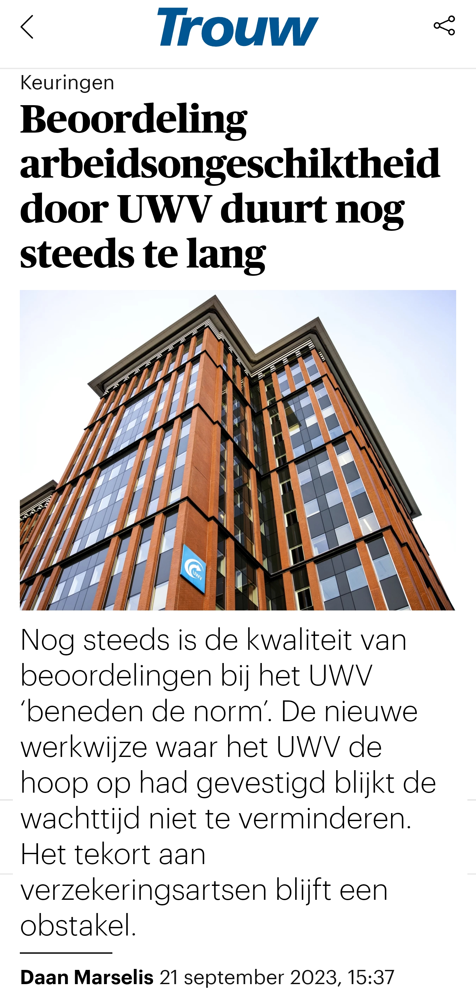 Trouw
Keuringen
Beoordeling
arbeidsongeschiktheid
door UWV duurt nog
steeds te lang
UWV
Nog steeds is de kwaliteit van
beoordelingen bij het UWV
‘beneden de norm’. De nieuwe
werkwijze waar het UWV de
hoop op had gevestigd blijkt de
wachttijd niet te verminderen.
Het tekort aan
verzekeringsartsen blijft een
obstakel.
Daan Marselis 21 september 2023, 15:37